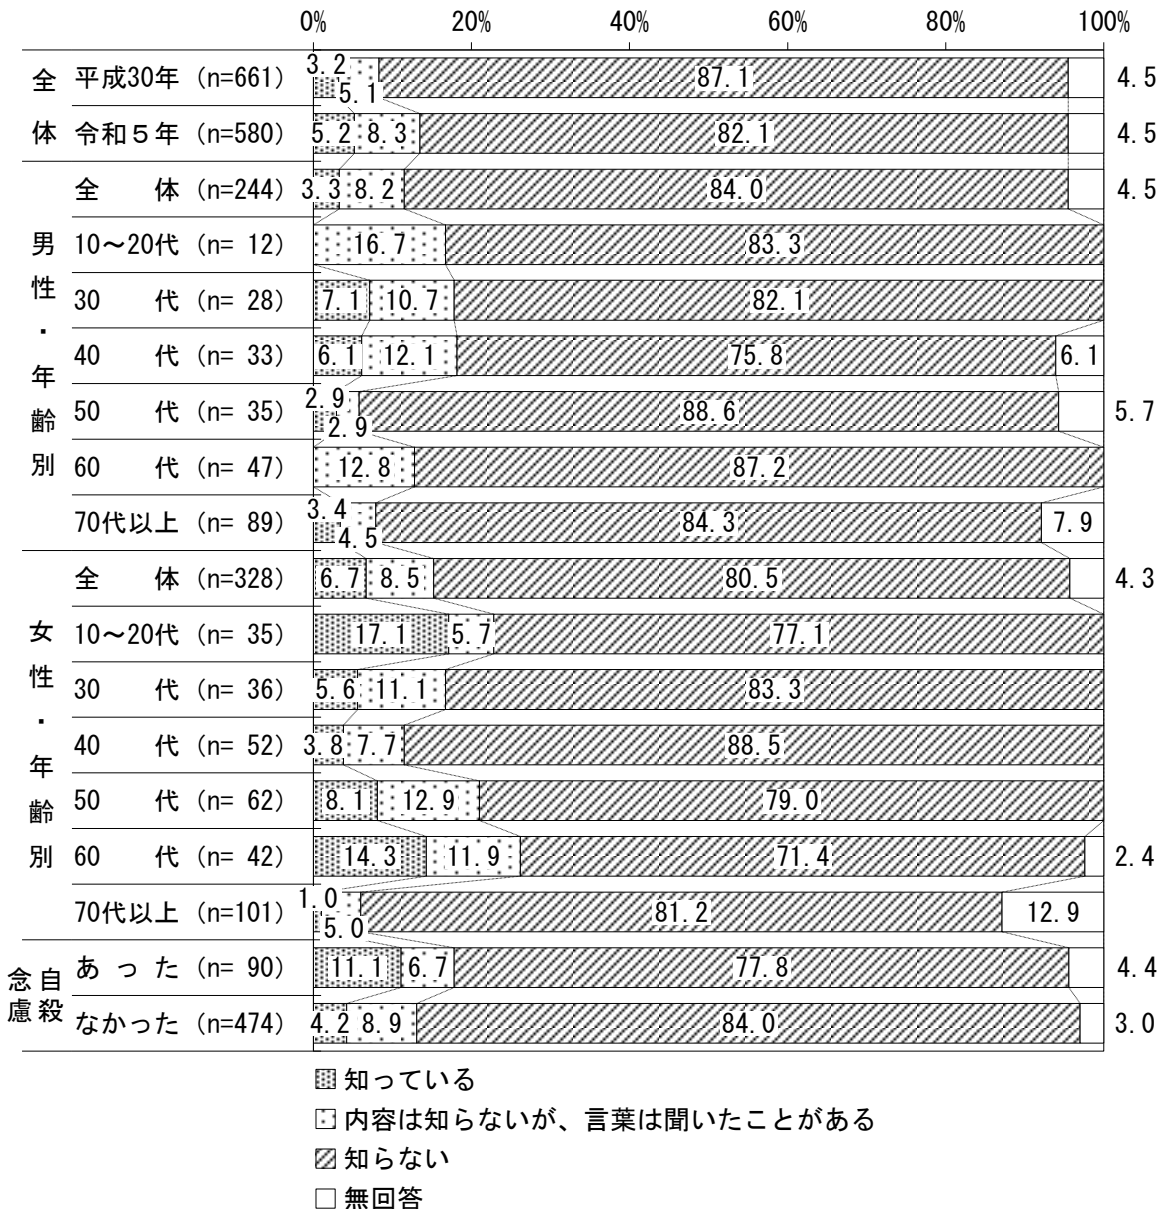 0% 20% 40% 60% 80% 100%
全体
平成30年 (n=661) 3.2 5.1 87.1 4.5
令和5年 (n=580) 5.2 8.3 82.1 4.5
男性・年齢別
全 体 (n=244) 3.3 8.2 84.0 4.5
10～20代 (n= 12) 16.7 83.3
30 代 (n= 28) 7.1 10.7 82.1
40 代 (n= 33) 6.1 12.1 75.8 6.1
50 代 (n= 35) 2.9 2.9 88.6 5.7
60 代 (n= 47) 12.8 87.2
70代以上 (n= 89) 3.4 4.5 84.3 7.9
女性・年齢別
全 体 (n=328) 6.7 8.5 80.5 4.3
10～20代 (n= 35) 17.1 5.7 77.1
30 代 (n= 36) 5.6 11.1 83.3
40 代 (n= 52) 3.8 7.7 88.5
50 代 (n= 62) 8.1 12.9 79.0
60 代 (n= 42) 14.3 11.9 71.4 2.4
70代以上 (n=101) 1.0 5.0 81.2 12.9
自殺念慮
あ っ た (n= 90) 11.1 6.7 77.8 4.4
なかった (n=474) 4.2 8.9 84.0 3.0
知っている
内容は知らないが、言葉は聞いたことがある
知らない
無回答